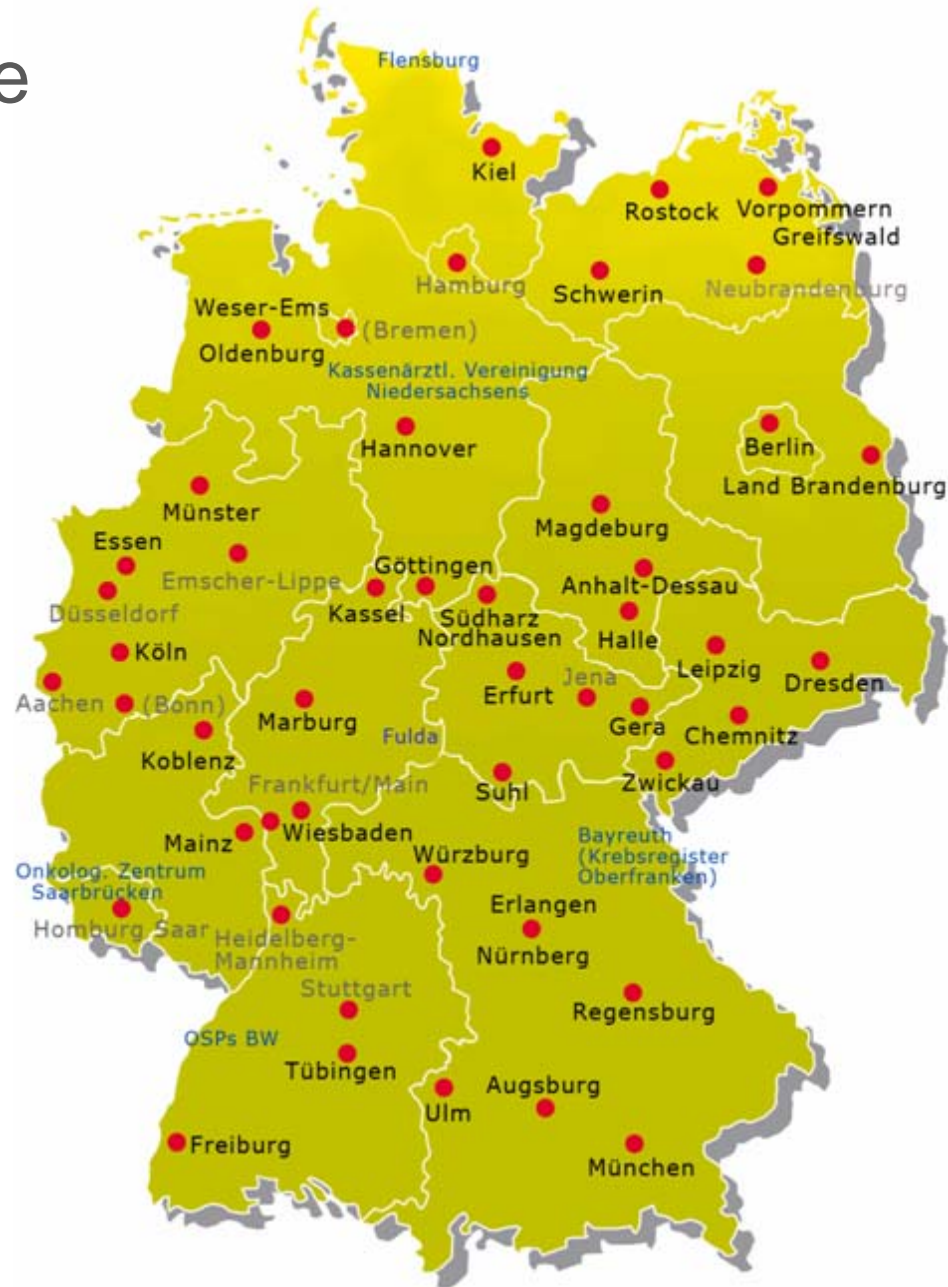 e
Flensburg
Kiel
Rostock
Vorpommern
Greifswald
Hamburg
Schwerin
Neubrandenburg
Weser-Ems
(Bremen)
Oldenburg
Kassenärztl. Vereinigung
Niedersachsens
Hannover
Berlin
Land Brandenburg
Münster
Magdeburg
Essen
Emscher-Lippe
Göttingen
Anhalt-Dessau
Düsseldorf
Kassel
Südharz
Nordhausen
Halle
Köln
Leipzig
Dresden
Aachen
(Bonn)
Marburg
Erfurt
Jena
Gera
Chemnitz
Koblenz
Fulda
Zwickau
Suhl
Frankfurt/Main
Mainz
Wiesbaden
Würzburg
Bayreuth
(Krebsregister
Oberfranken)
Onkolog. Zentrum
Saarbrücken
Homburg Saar
Heidelberg-
Mannheim
Erlangen
Nürnberg
Stuttgart
Regensburg
OSPs BW
Tübingen
Ulm
Augsburg
Freiburg
München